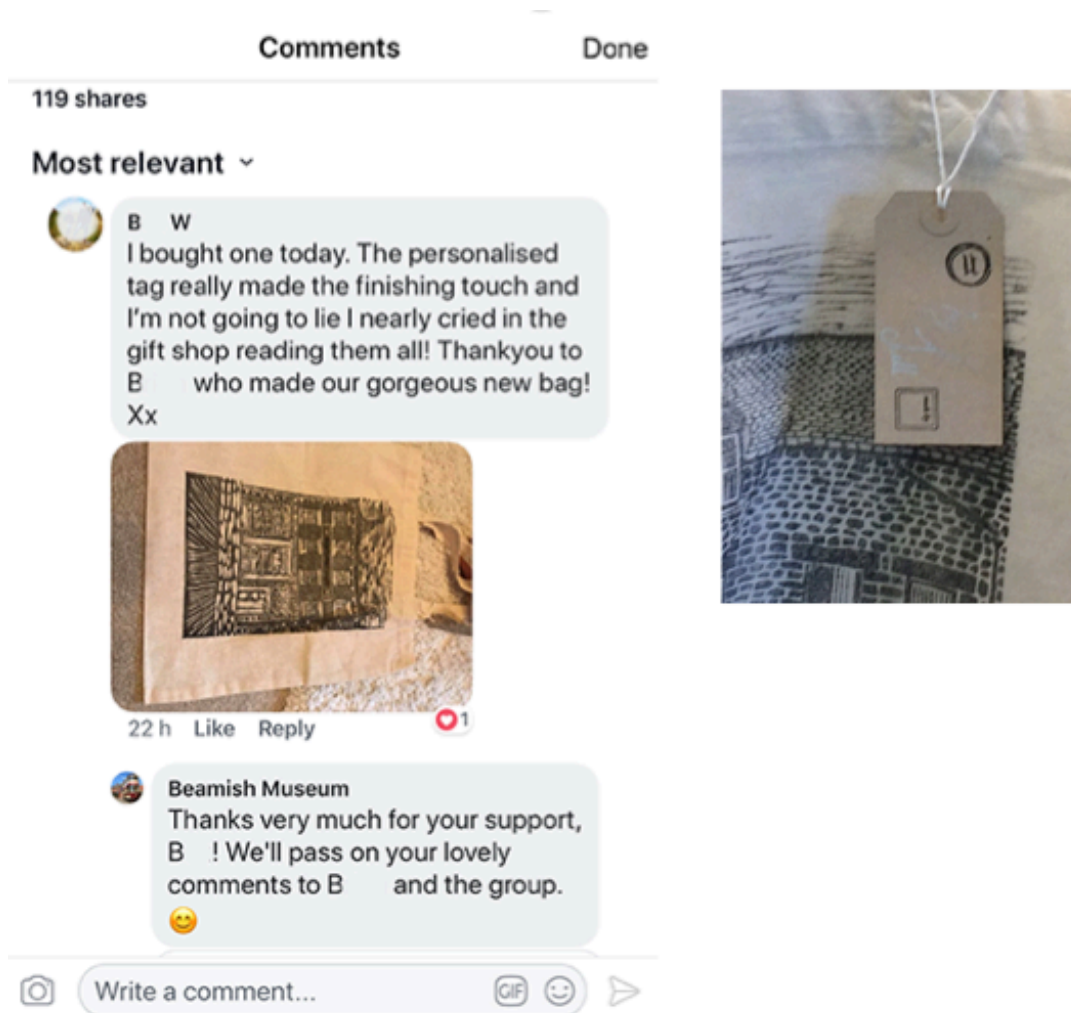 Comments
Done
119 shares
Most relevant
B W
I bought one today. The personalised
tag really made the finishing touch and
I'm not going to lie I nearly cried in the
gift shop reading them all! Thankyou to
B who made our gorgeous new bag!
Xx
22 h Like Reply
1
Beamish Museum
Thanks very much for your support,
B ! We'll pass on your lovely
comments to B and the group.
😊
Write a comment...
GIF